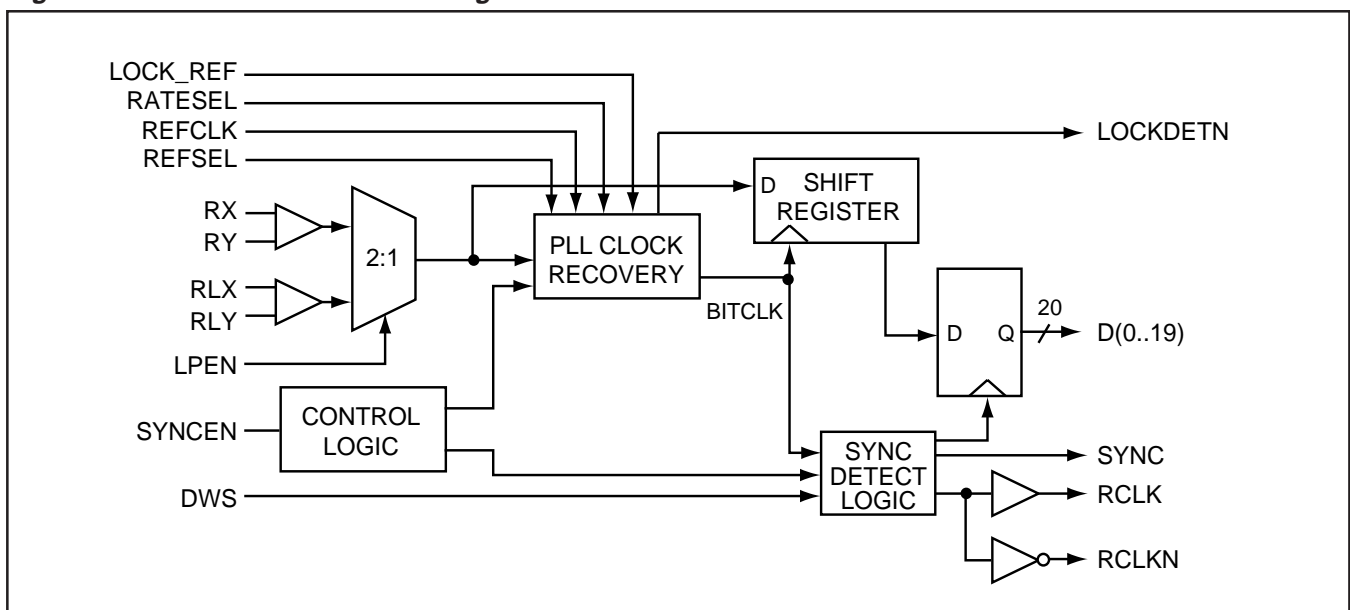 LOCK_REF
RATESEL
REFCLK
REFSEL
RX
RY
RLX
RLY
LPEN
SYNCEN
DWS
2:1
CONTROL
LOGIC
PLL CLOCK
RECOVERY
BITCLK
D SHIFT
REGISTER
D Q
20
SYNC
DETECT
LOGIC
LOCKDETN
D(0..19)
SYNC
RCLK
RCLKN